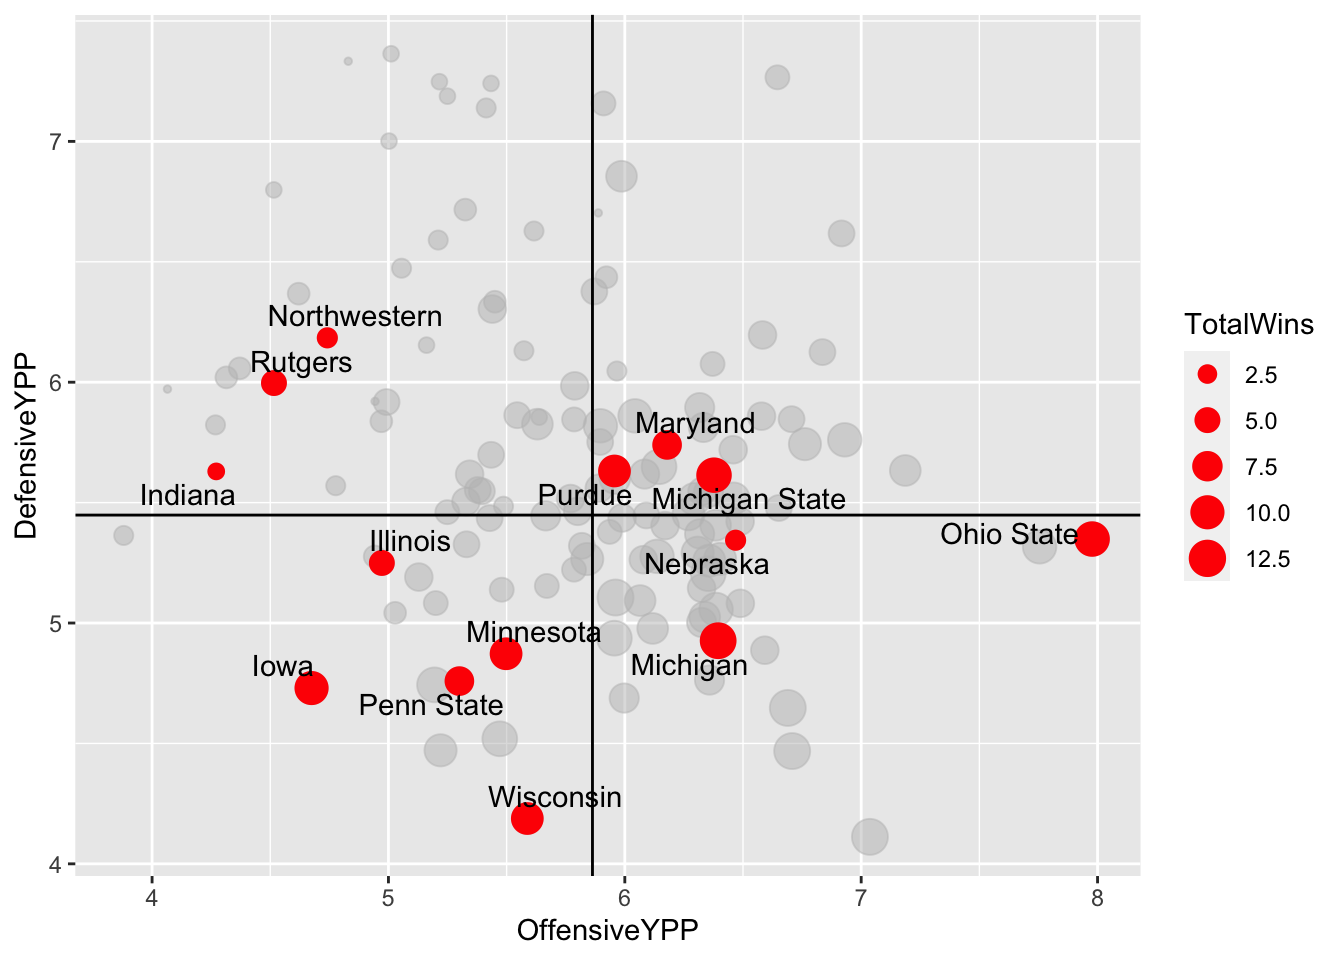 7
6
5
4
DefensiveYPP
Northwestern
Rutgers
Maryland
Indiana
Purdue
Michigan State
Illinois
Ohio State
Nebraska
Minnesota
Iowa
Michigan
Penn State
Wisconsin
4
5
6
7
8
OffensiveYPP
TotalWins
2.5
5.0
7.5
10.0
12.5